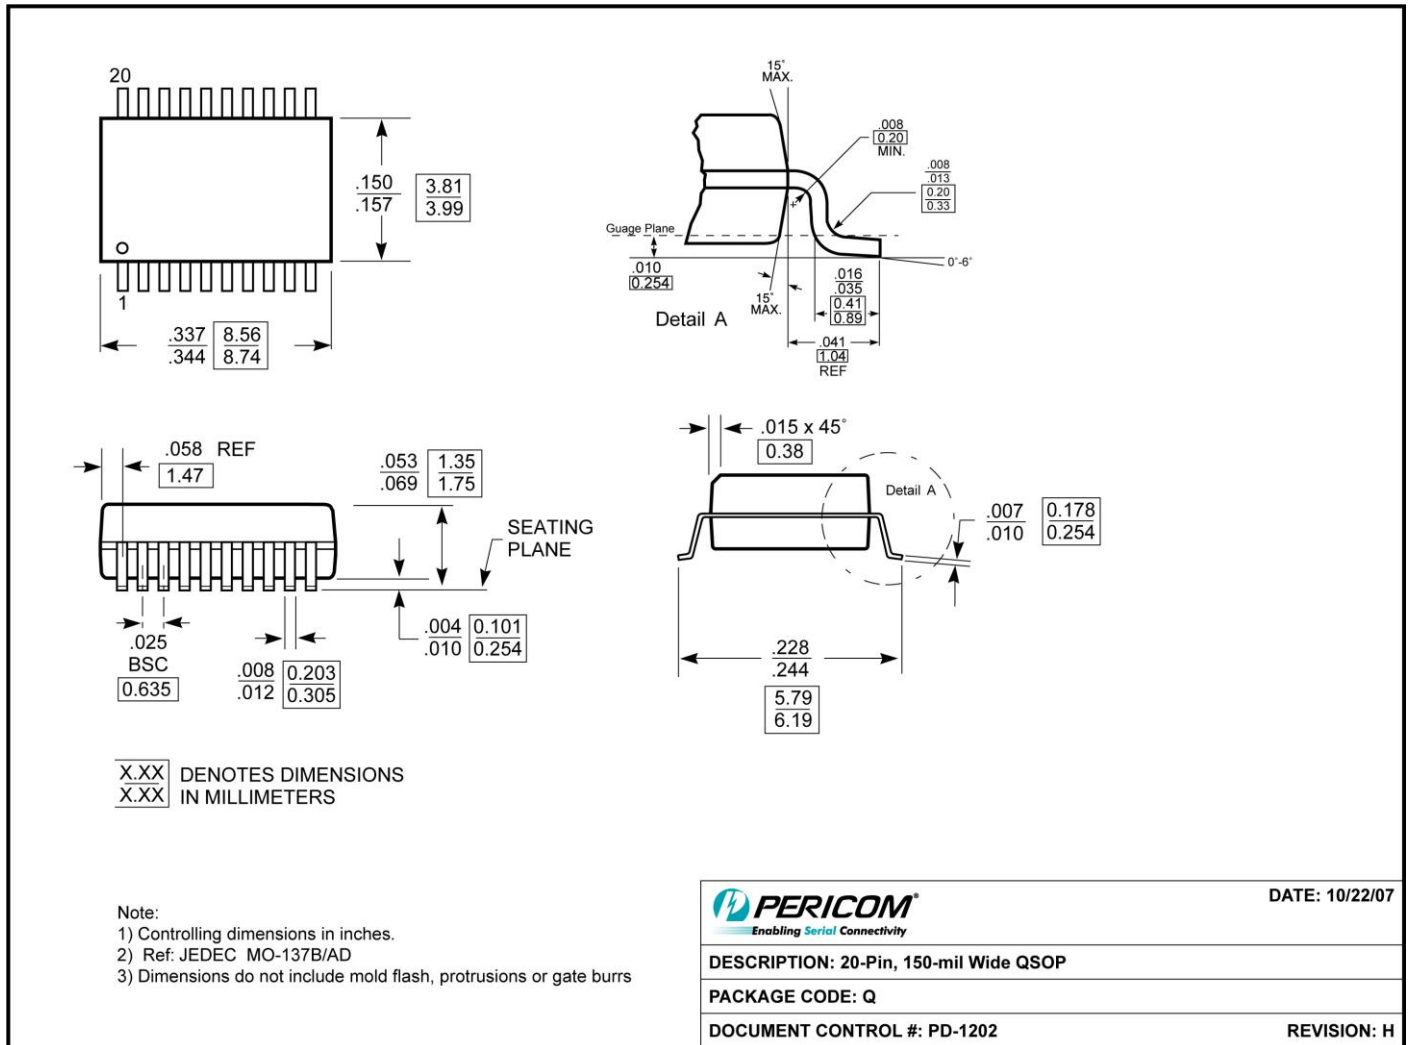 20
.150
.157
3.81
3.99
1
.337
.344
8.56
8.74
15°
MAX.
.008
0.20
MIN.
.008
.013
0.20
0.33
Guage Plane
.010
0.254
0°-6°
15°
MAX.
.016
.035
0.41
0.89
Detail A
.041
1.04
REF
.058 REF
1.47
.053
.069
1.35
1.75
SEATING
PLANE
.025
BSC
0.635
.008
.012
0.203
0.305
.004
.010
0.101
0.254
.015 x 45°
0.38
Detail A
.007
.010
0.178
0.254
.228
.244
5.79
6.19
X.XX
X.XX
DENOTES DIMENSIONS
IN MILLIMETERS
Note:
1) Controlling dimensions in inches.
2) Ref: JEDEC MO-137B/AD
3) Dimensions do not include mold flash, protrusions or gate burrs
PERICOM®
Enabling Serial Connectivity
DATE: 10/22/07
DESCRIPTION: 20-Pin, 150-mil Wide QSOP
PACKAGE CODE: Q
DOCUMENT CONTROL #: PD-1202
REVISION: H